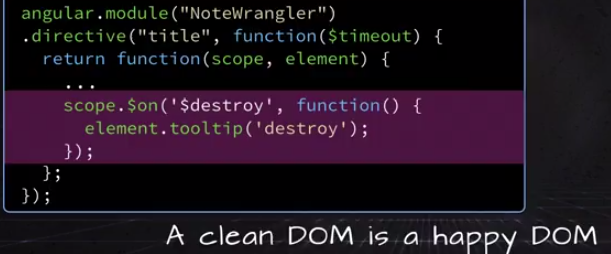 angular.module("NoteWrangler")
.directive("title", function($timeout) {
return function(scope, element) {
...
scope.$on('$destroy', function() {
element.tooltip('destroy');
});
};
});
A clean DOM is a happy DOM